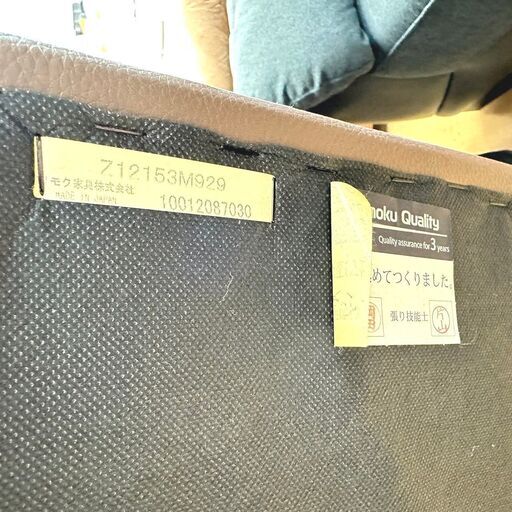 Z12153M929
モク家具株式会社
MADE IN JAPAN
10012087030
moku Quality
Quality assurance for 3 years
めてつくりました。
張り技能士